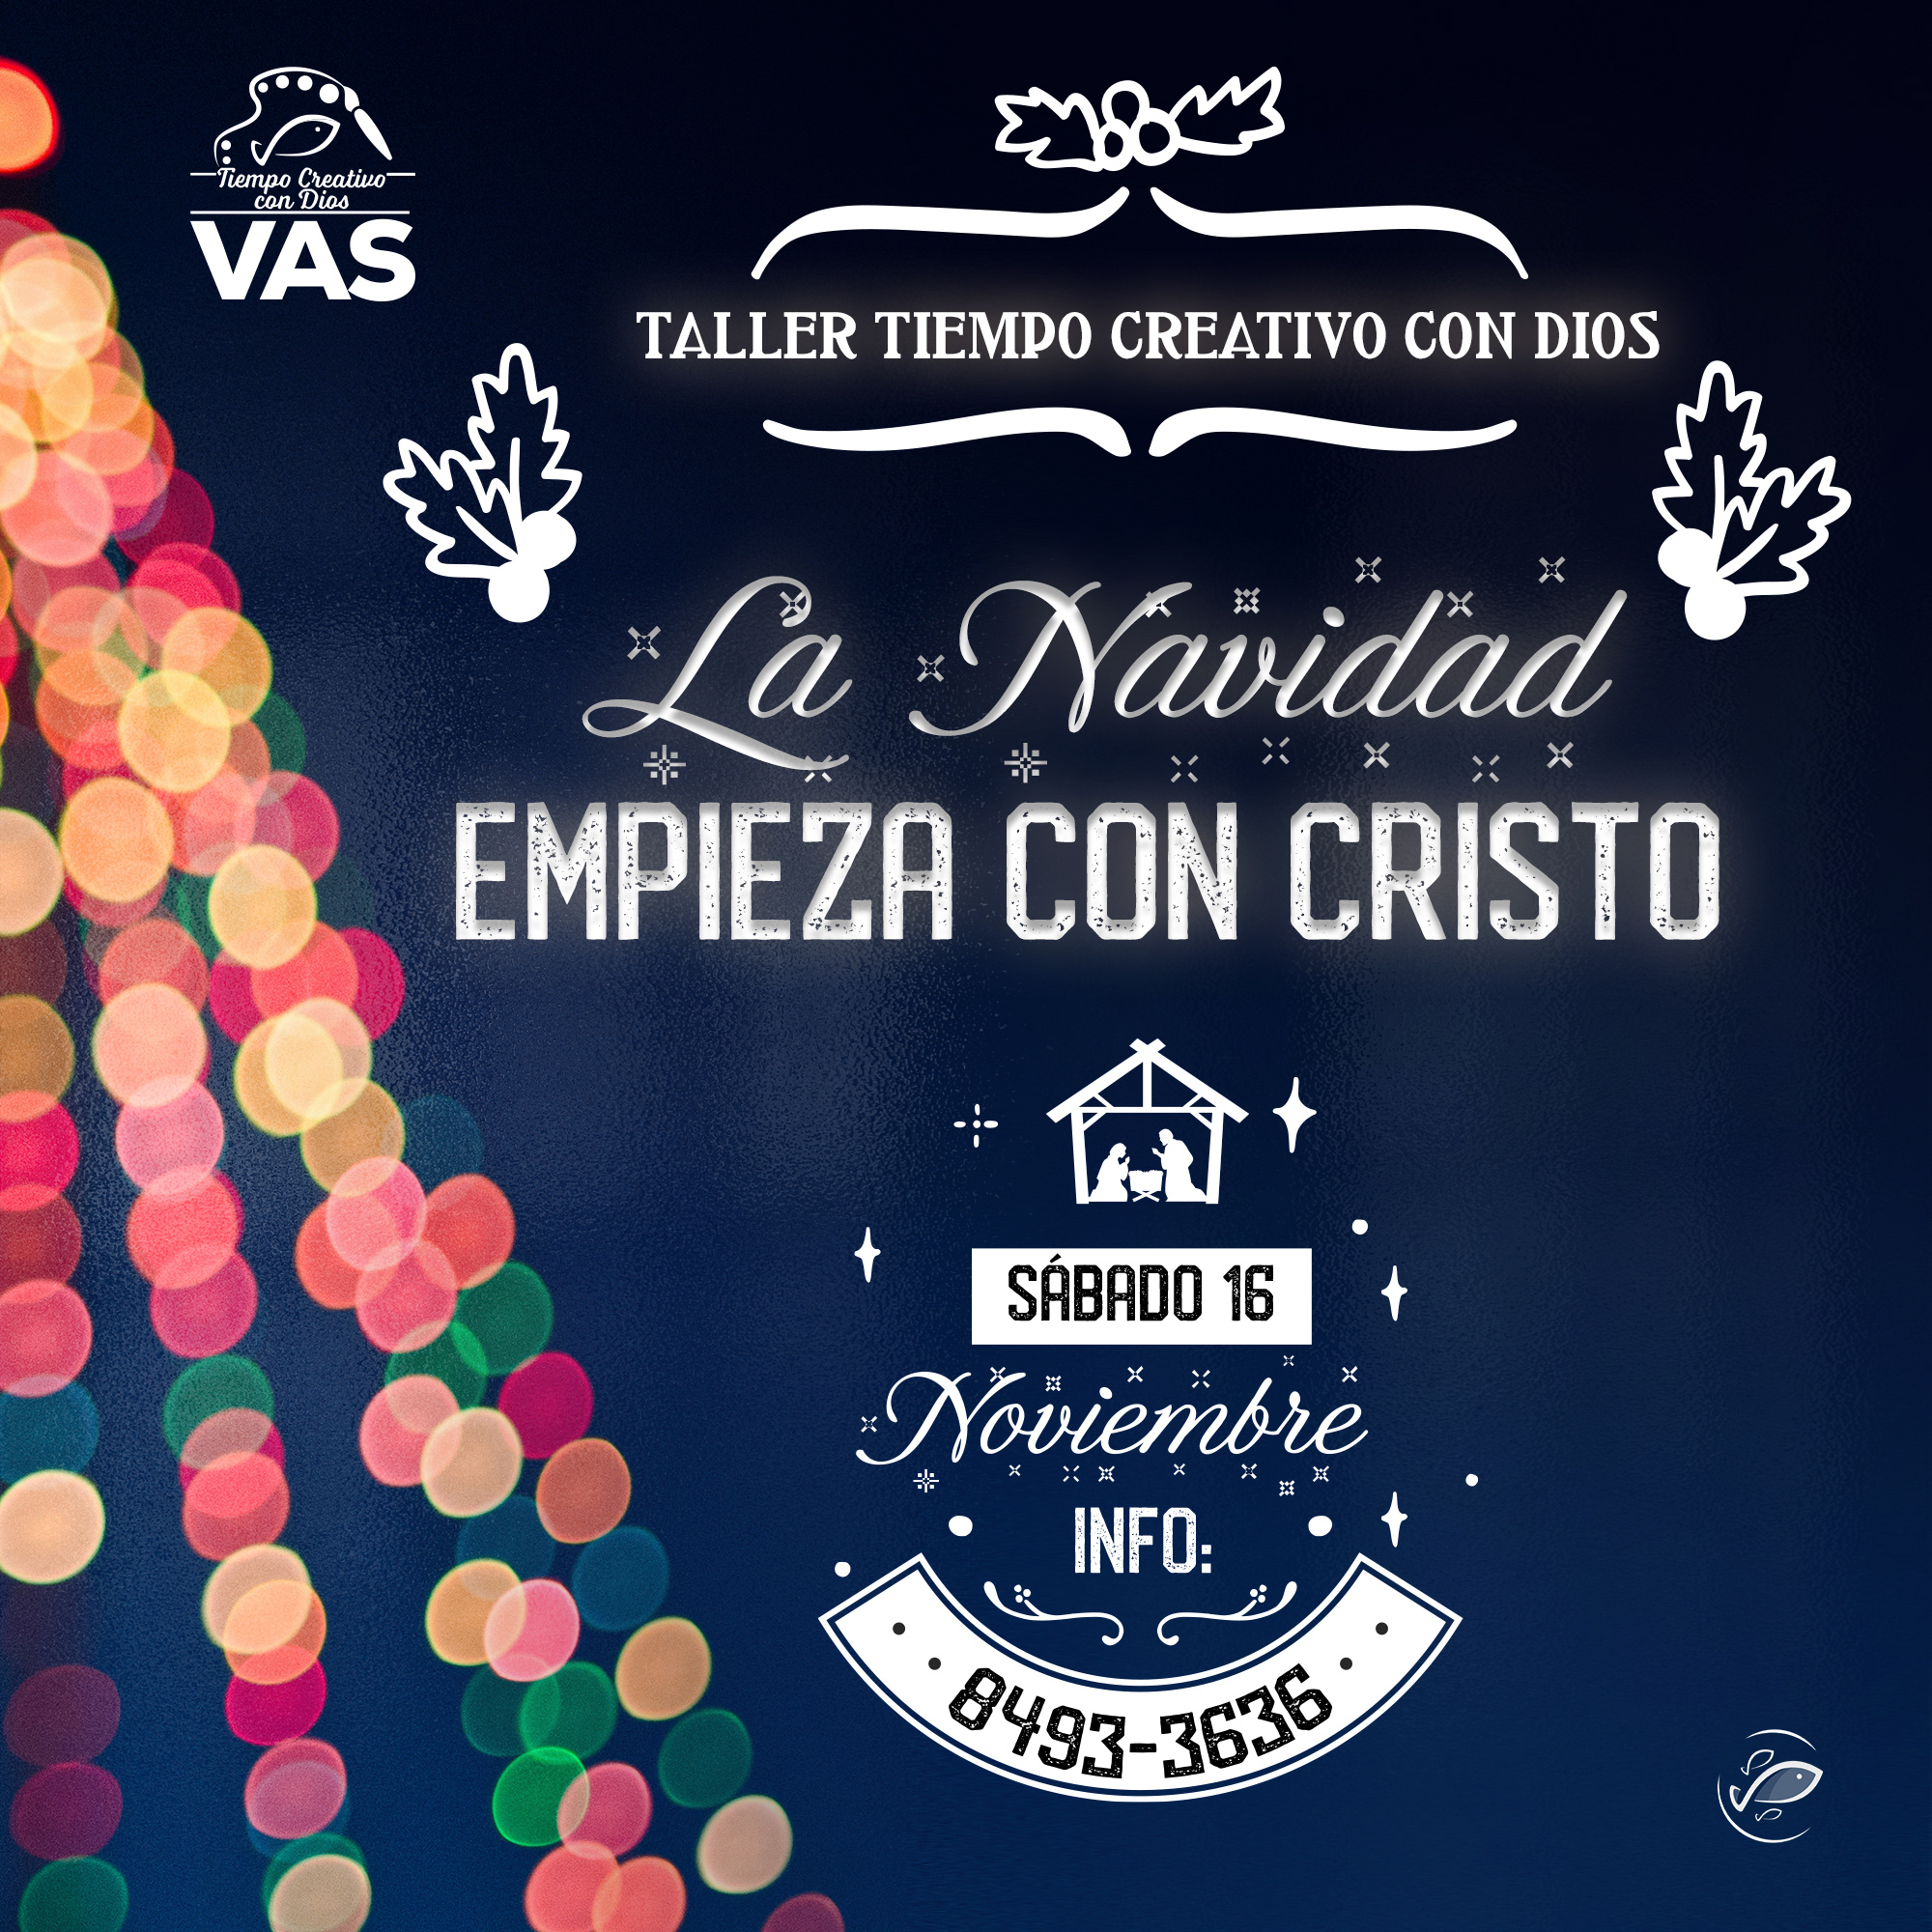 Tiempo Creativo
con Dios
VAS
TALLER TIEMPO CREATIVO CON DIOS
La Navidad
EMPIEZA CON CRISTO
SÁBADO 16
Noviembre
INFO:
8493-3636